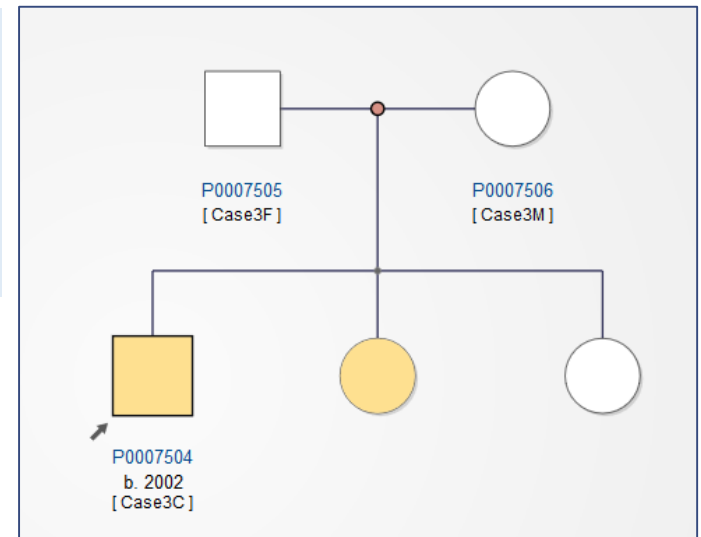 P0007505
[ Case3F ]
P0007506
[ Case3M ]
P0007504
b. 2002
[ Case3C ]